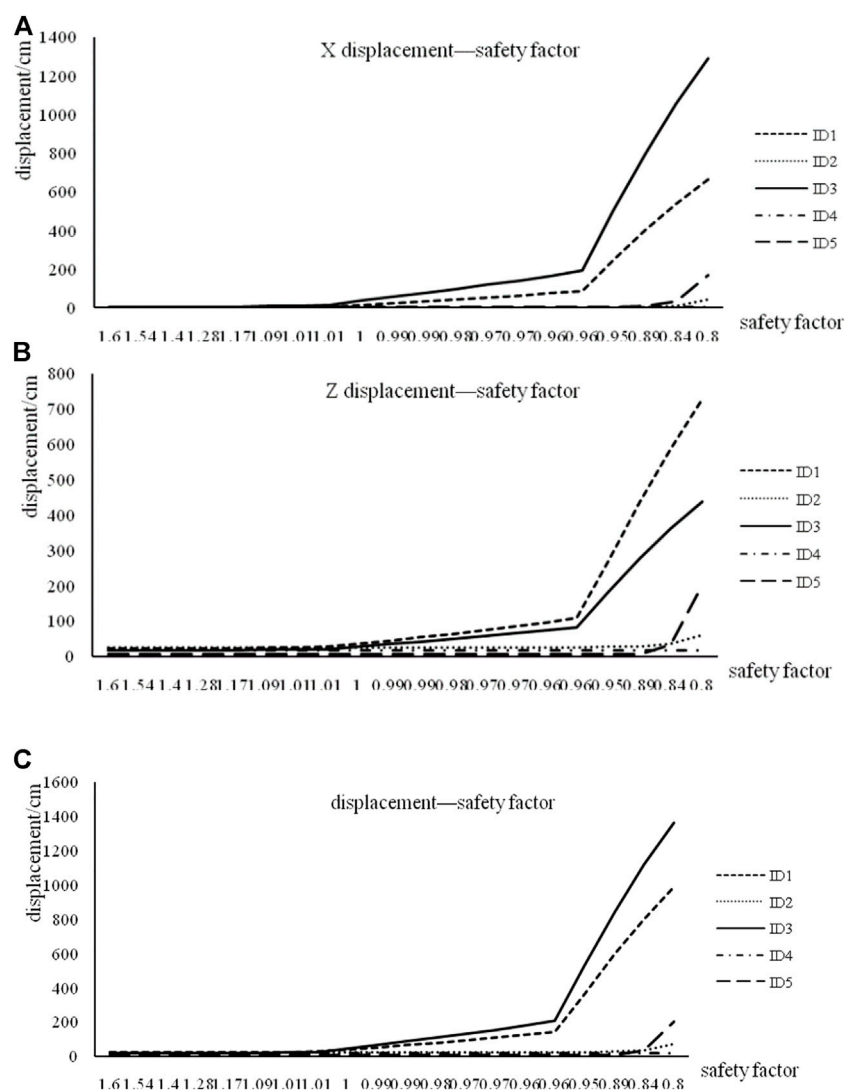 A
X displacement—safety factor
displacement/cm
1400
1200
1000
800
600
400
200
0
ID1
ID2
ID3
ID4
ID5
1.6 1.54 1.4 1.28 1.17 1.09 1.01 1.01 1 0.99 0.99 0.98 0.97 0.97 0.96 0.96 0.95 0.89 0.84 0.8
safety factor
B
Z displacement—safety factor
displacement/cm
800
700
600
500
400
300
200
100
0
ID1
ID2
ID3
ID4
ID5
1.6 1.54 1.4 1.28 1.17 1.09 1.01 1.01 1 0.99 0.99 0.98 0.97 0.97 0.96 0.96 0.95 0.89 0.84 0.8
safety factor
C
displacement—safety factor
displacement/cm
1600
1400
1200
1000
800
600
400
200
0
ID1
ID2
ID3
ID4
ID5
1.6 1.54 1.4 1.28 1.17 1.09 1.01 1.01 1 0.99 0.99 0.98 0.97 0.97 0.96 0.96 0.95 0.89 0.84 0.8
safety factor